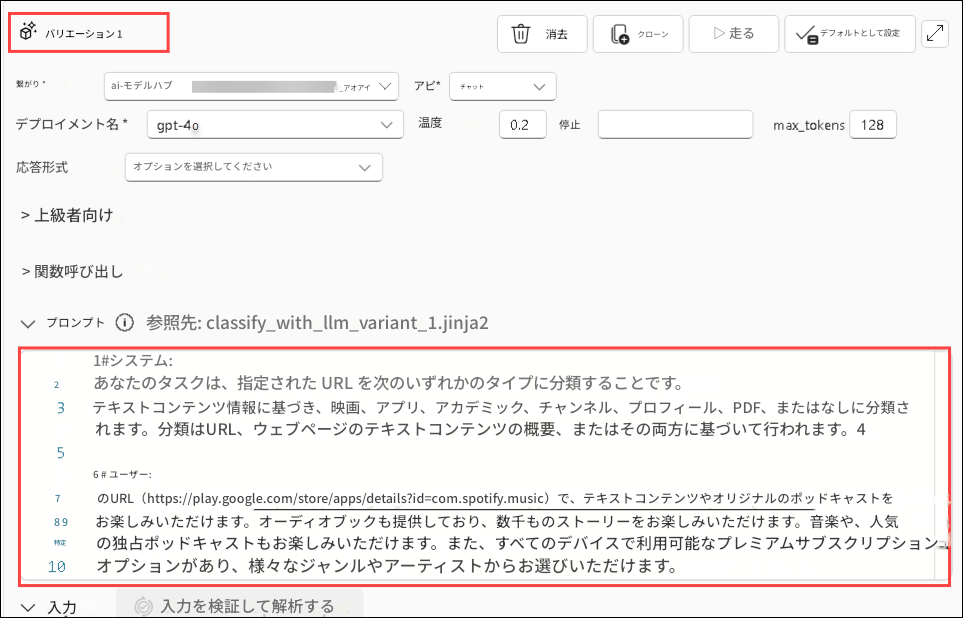 バリエーション 1
消去
クローン
▷ 走る
デフォルトとして設定
繋がり *
ai-モデルハブ
_アオアイ
アピ*
チャット
デプロイメント名 *
gpt-4o
温度
0.2
停止
max_tokens
128
応答形式
オプションを選択してください
> 上級者向け
> 関数呼び出し
プロンプト
参照先: classify_with_llm_variant_1.jinja2
1#システム:
2 あなたのタスクは、指定された URL を次のいずれかのタイプに分類することです。
3 テキストコンテンツ情報に基づき、映画、アプリ、アカデミック、チャンネル、プロフィール、PDF、またはなしに分類さ
れます。分類はURL、ウェブページのテキストコンテンツの概要、またはその両方に基づいて行われます。4
5
6 # ユーザー:
7 のURL（https://play.google.com/store/apps/details?id=com.spotify.music）で、テキストコンテンツやオリジナルのポッドキャストを
89 お楽しみいただけます。オーディオブックも提供しており、数千ものストーリーをお楽しみいただけます。音楽や、人気
特定 の独占ポッドキャストもお楽しみいただけます。また、すべてのデバイスで利用可能なプレミアムサブスクリプション
10 オプションがあり、様々なジャンルやアーティストからお選びいただけます。
入力
入力を検証して解析する